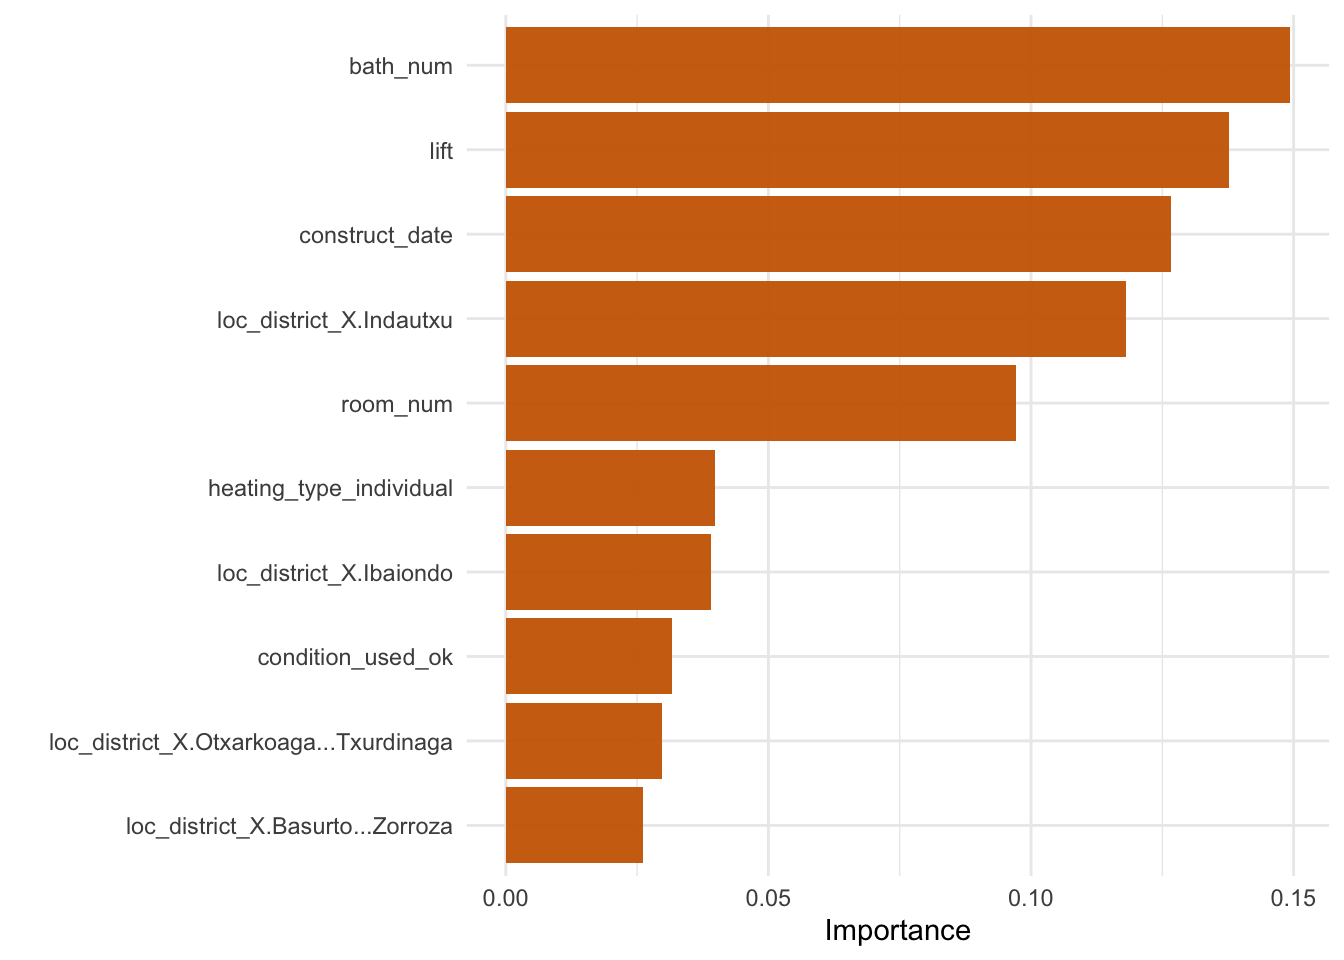 bath_num
lift
construct_date
loc_district_X.Indautxu
room_num
heating_type_individual
loc_district_X.Ibaiondo
condition_used_ok
loc_district_X.Otxarkoaga...Txurdinaga
loc_district_X.Basurto...Zorroza
0.00 0.05 0.10 0.15
Importance